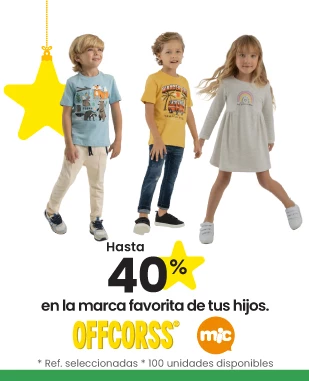 Hasta
40%
en la marca favorita de tus hijos.
OFFCORSS®
mic
* Ref. seleccionadas * 100 unidades disponibles